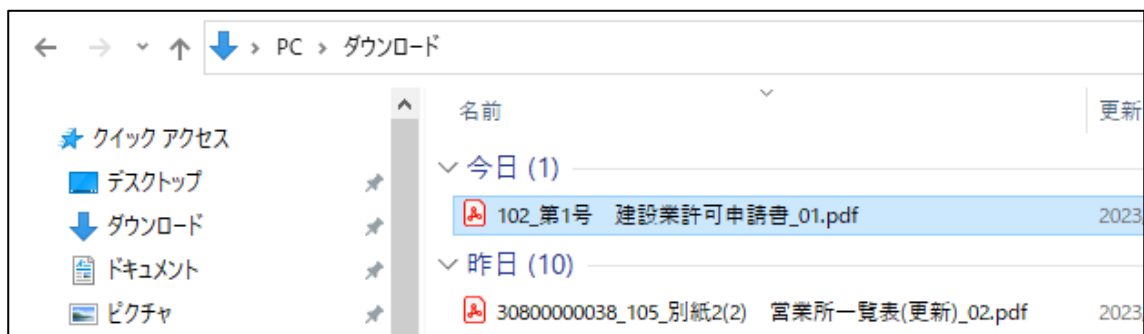 PC > ダウンロード
名前
更新
クイック アクセス
デスクトップ
ダウンロード
ドキュメント
ピクチャ
今日 (1)
102_第1号　建設業許可申請書_01.pdf
2023
昨日 (10)
30800000038_105_別紙2(2)　営業所一覧表(更新)_02.pdf
2023